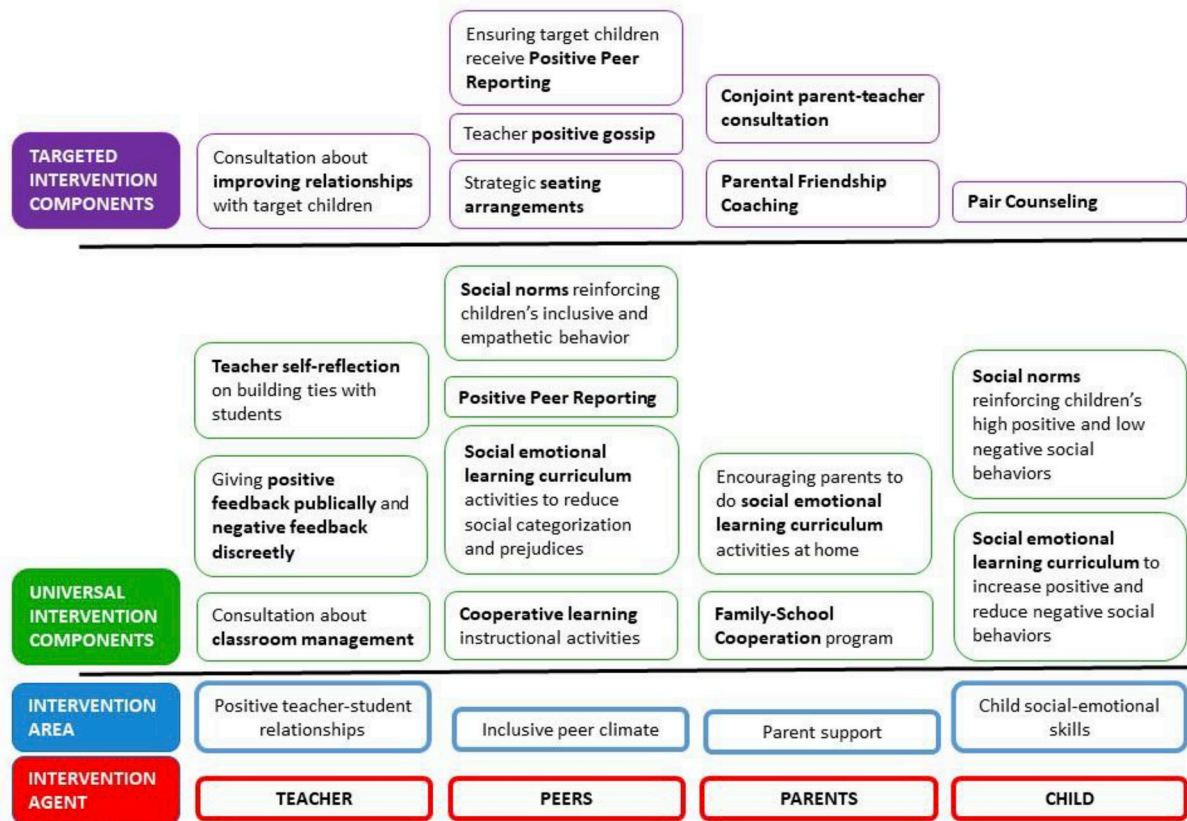 Ensuring target children
receive Positive Peer
Reporting
Conjoint parent-teacher
consultation
Teacher positive gossip
TARGETED
INTERVENTION
COMPONENTS
Consultation about
improving relationships
with target children
Strategic seating
arrangements
Parental Friendship
Coaching
Pair Counseling
Social norms reinforcing
children’s inclusive and
empathetic behavior
Teacher self-reflection
on building ties with
students
Positive Peer Reporting
Social norms
reinforcing children’s
high positive and low
negative social
behaviors
Giving positive
feedback publically and
negative feedback
discreetly
Social emotional
learning curriculum
activities to reduce
social categorization
and prejudices
Encouraging parents to
do social emotional
learning curriculum
activities at home
Social emotional
learning curriculum to
increase positive and
reduce negative social
behaviors
UNIVERSAL
INTERVENTION
COMPONENTS
Consultation about
classroom management
Cooperative learning
instructional activities
Family-School
Cooperation program
INTERVENTION
AREA
Positive teacher-student
relationships
Inclusive peer climate
Parent support
Child social-emotional
skills
INTERVENTION
AGENT
TEACHER
PEERS
PARENTS
CHILD